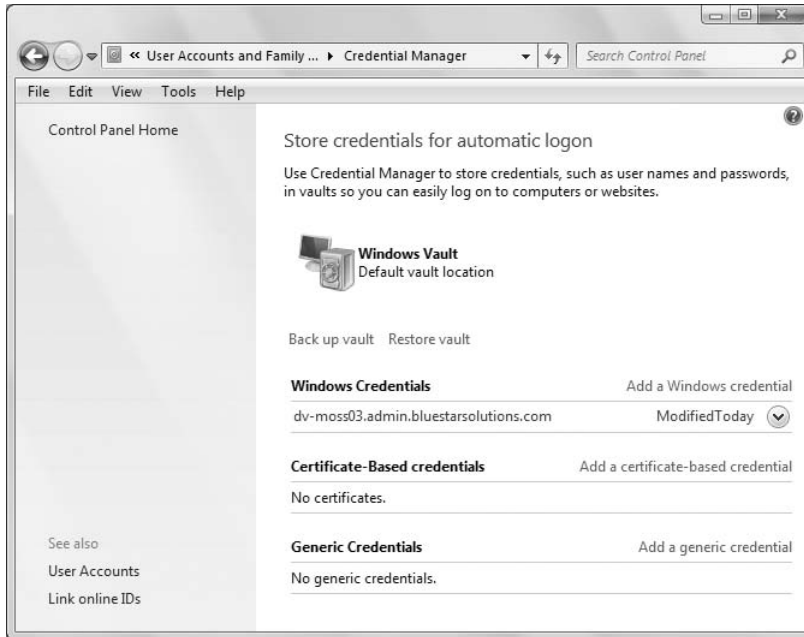 « User Accounts and Family ... ▸ Credential Manager
Search Control Panel
File Edit View Tools Help
Control Panel Home
Store credentials for automatic logon
Use Credential Manager to store credentials, such as user names and passwords,
in vaults so you can easily log on to computers or websites.
Windows Vault
Default vault location
Back up vault Restore vault
Windows Credentials Add a Windows credential
dv-moss03.admin.bluestarsolutions.com ModifiedToday
Certificate-Based credentials Add a certificate-based credential
No certificates.
Generic Credentials Add a generic credential
No generic credentials.
See also
User Accounts
Link online IDs